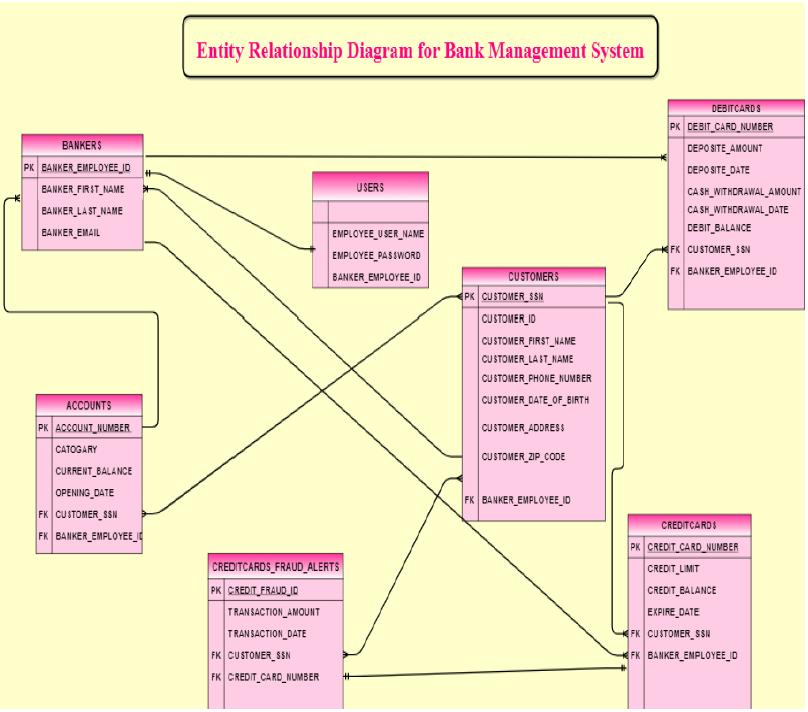 Entity Relationship Diagram for Bank Management System
BANKERS
PK BANKER_EMPLOYEE_ID
BANKER_FIRST_NAME
BANKER_LAST_NAME
BANKER_EMAIL
USERS
EMPLOYEE_USER_NAME
EMPLOYEE_PASSWORD
BANKER_EMPLOYEE_ID
DEBITCARDS
PK DEBIT_CARD_NUMBER
DEPOSITE_AMOUNT
DEPOSITE_DATE
CASH_WITHDRAWAL_AMOUNT
CASH_WITHDRAWAL_DATE
DEBIT_BALANCE
FK CUSTOMER_SSN
FK BANKER_EMPLOYEE_ID
CUSTOMERS
PK CUSTOMER_SSN
CUSTOMER_ID
CUSTOMER_FIRST_NAME
CUSTOMER_LAST_NAME
CUSTOMER_PHONE_NUMBER
CUSTOMER_DATE_OF_BIRTH
CUSTOMER_ADDRESS
CUSTOMER_ZIP_CODE
FK BANKER_EMPLOYEE_ID
ACCOUNTS
PK ACCOUNT_NUMBER
CATOGARY
CURRENT_BALANCE
OPENING_DATE
FK CUSTOMER_SSN
FK BANKER_EMPLOYEE_ID
CREDITCARDS_FRAUD_ALERTS
PK CREDIT_FRAUD_ID
TRANSACTION_AMOUNT
TRANSACTION_DATE
FK CUSTOMER_SSN
FK CREDIT_CARD_NUMBER
CREDITCARDS
PK CREDIT_CARD_NUMBER
CREDIT_LIMIT
CREDIT_BALANCE
EXPIRE_DATE
FK CUSTOMER_SSN
FK BANKER_EMPLOYEE_ID